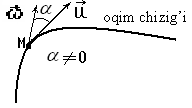 ω⃗ α u⃗ oqim chizig'i
M
α≠0